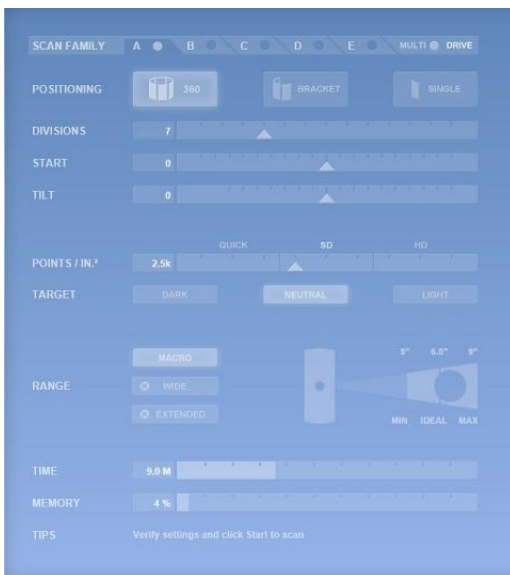 SCAN FAMILY A B C D E MULTI DRIVE
POSITIONING 360 BRACKET SINGLE
DIVISIONS 7
START 0
TILT 0
QUICK SD HD
POINTS / IN.² 2.5k
TARGET DARK NEUTRAL LIGHT
MACRO 5" 6.5" 9"
RANGE WIDE
EXTENDED MIN IDEAL MAX
TIME 9.0 M
MEMORY 4 %
TIPS Verify settings and click Start to scan